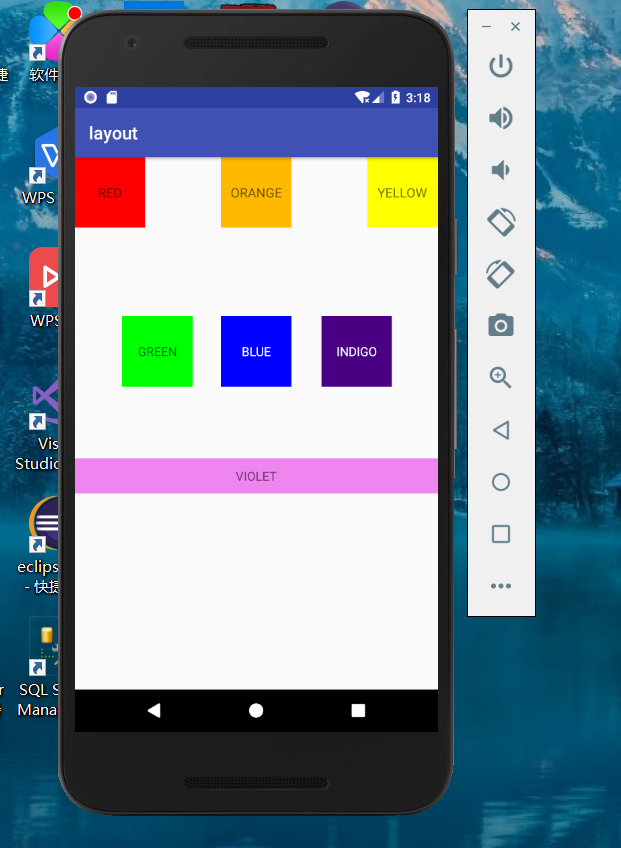 捷
软件
WPS
WPS
Vis
Studio
eclips
- 快捷
SQL S
Mana
r
3:18
layout
RED
ORANGE
YELLOW
GREEN
BLUE
INDIGO
VIOLET